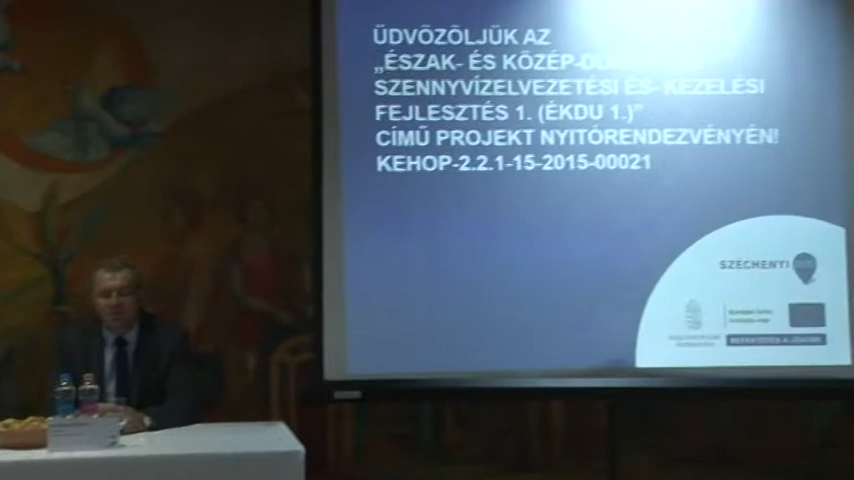 ÜDVÖZÖLJÜK AZ
„ÉSZAK- ÉS KÖZÉP-DU
SZENNYVÍZELVEZETÉSI ÉS- KEZELÉSI
FEJLESZTÉS 1. (ÉKDU 1.)”
CÍMŰ PROJEKT NYITÓRENDEZVÉNYÉN!
KEHOP-2.2.1-15-2015-00021
SZÉCHENYI